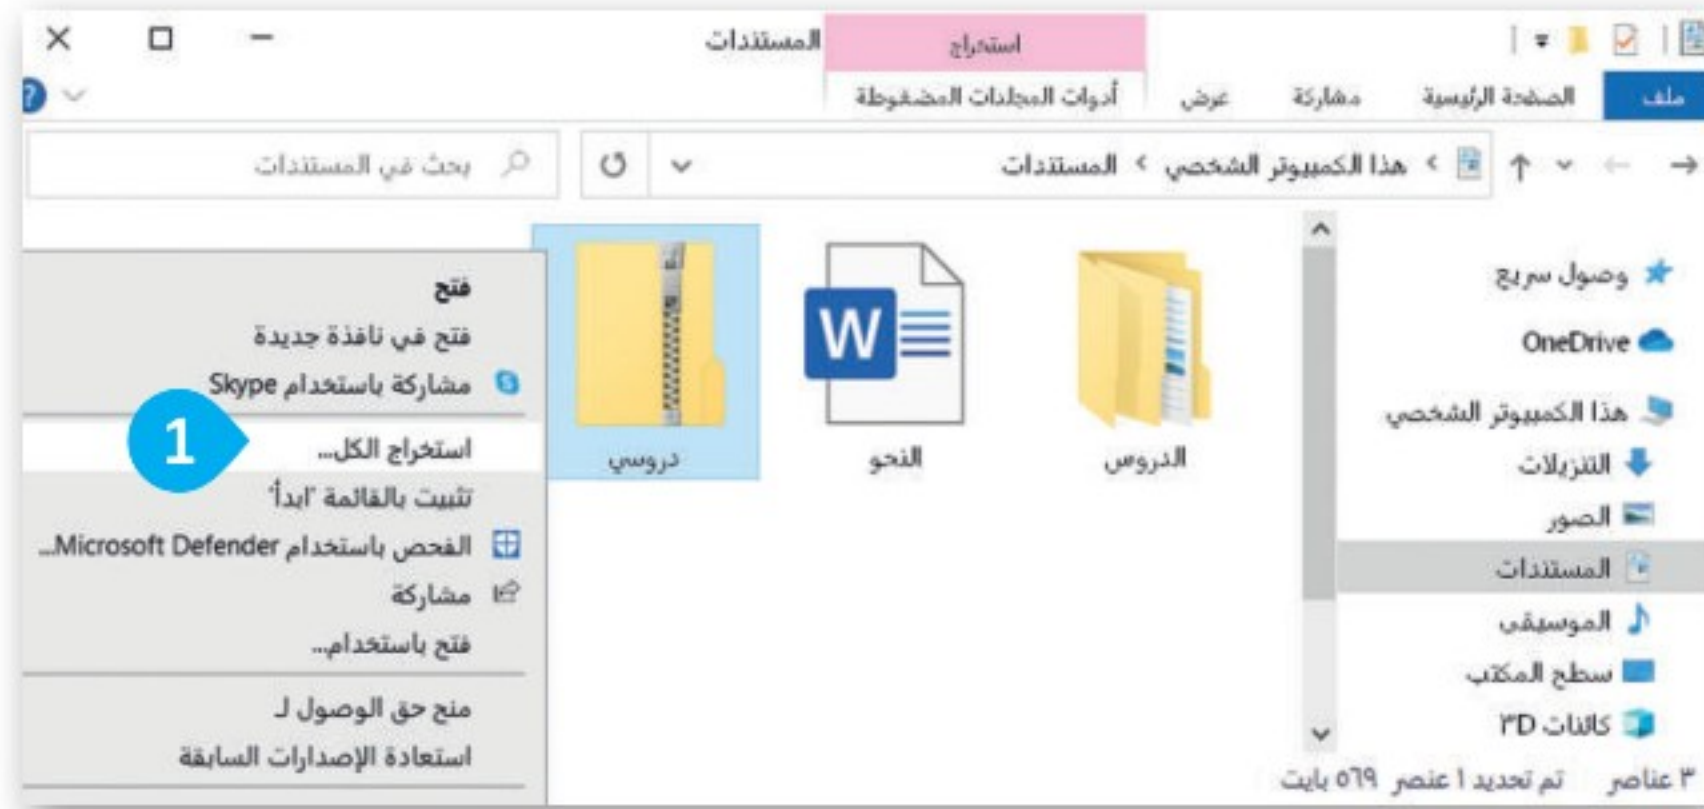 استخراج
المستندات
ملف
الصفحة الرئيسية
مشاركة
عرض
أدوات المجلدات المضغوطة
?
هذا الكمبيوتر الشخصي
المستندات
بحث في المستندات
وصول سريع
OneDrive
هذا الكمبيوتر الشخصي
التنزيلات
الصور
المستندات
الموسيقى
سطح المكتب
كائنات ٣D
الدروس
W
النحو
دروسي
فتح
فتح في نافذة جديدة
مشاركة باستخدام Skype
1
استخراج الكل...
تثبيت بالقائمة "ابدأ"
الفحص باستخدام Microsoft Defender...
مشاركة
فتح باستخدام...
منح حق الوصول لـ
استعادة الإصدارات السابقة
٣ عناصر
تم تحديد ١ عنصر ٥٦٩ بايت